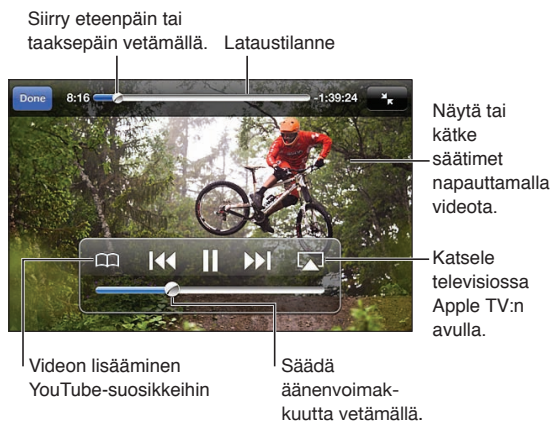 Siirry eteenpäin tai
taaksepäin vetämällä.
Lataustilanne
Done
8:16
-1:39:24
Näytä tai
kätke
säätimet
napauttamalla
videota.
Katsele
televisiossa
Apple TV:n
avulla.
Videon lisääminen
YouTube-suosikkeihin
Säädä
äänenvoimak-
kuutta vetämällä.